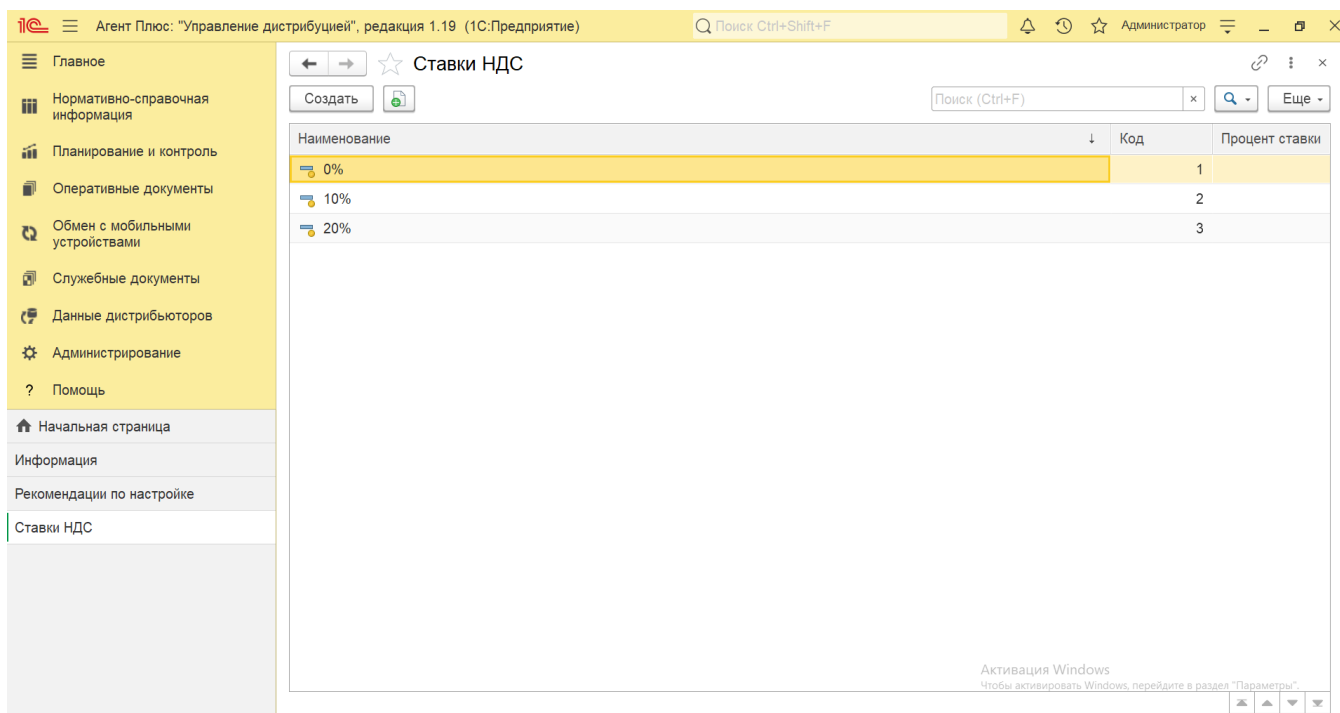 1С Агент Плюс: "Управление дистрибуцией", редакция 1.19 (1С:Предприятие) Поиск Ctrl+Shift+F Администратор
Главное
Нормативно-справочная
информация
Планирование и контроль
Оперативные документы
Обмен с мобильными
устройствами
Служебные документы
Данные дистрибьюторов
Администрирование
? Помощь
Начальная страница
Информация
Рекомендации по настройке
Ставки НДС
Ставки НДС
Создать Поиск (Ctrl+F) × Еще
Наименование ↓ Код Процент ставки
0% 1
10% 2
20% 3
Активация Windows
Чтобы активировать Windows, перейдите в раздел "Параметры".